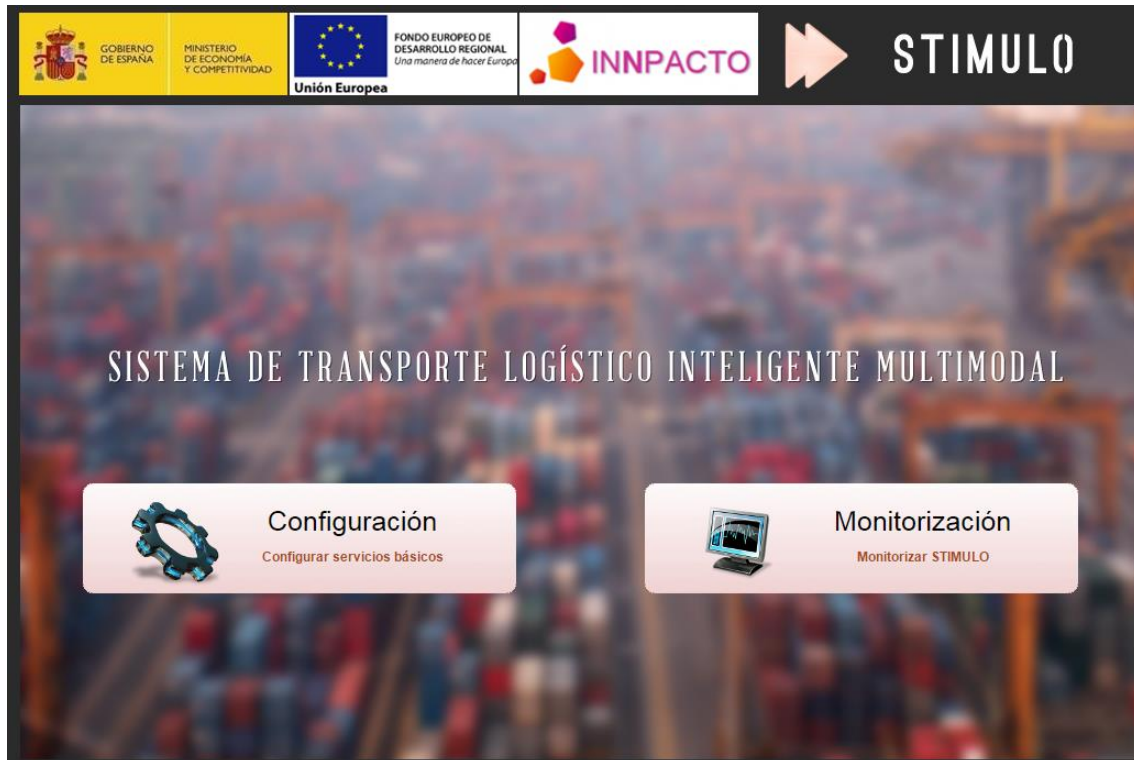 GOBIERNO
DE ESPAÑA
MINISTERIO
DE ECONOMÍA
Y COMPETITIVIDAD
Unión Europea
FONDO EUROPEO DE
DESARROLLO REGIONAL
Una manera de hacer Europa
INNPACTO
STIMULO
SISTEMA DE TRANSPORTE LOGÍSTICO INTELIGENTE MULTIMODAL
Configuración
Configurar servicios básicos
Monitorización
Monitorizar STIMULO